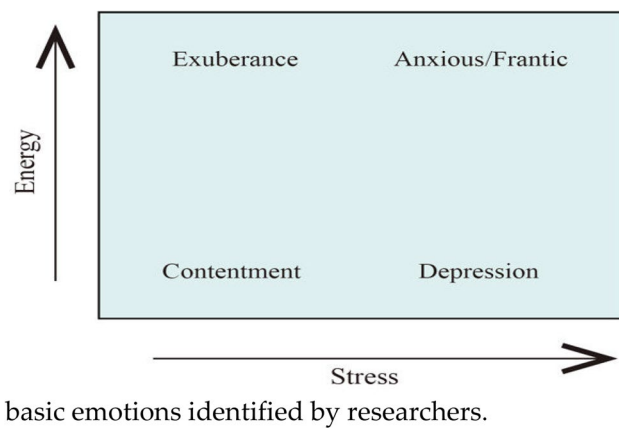 Exuberance Anxious/Frantic
Energy
Contentment Depression
Stress
basic emotions identified by researchers.